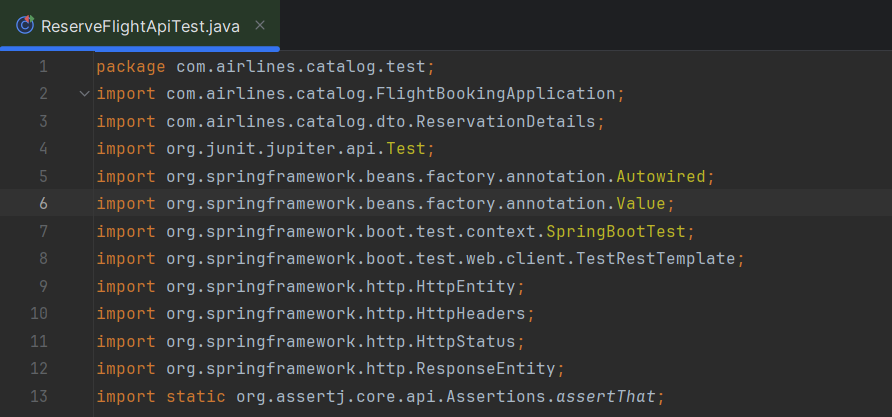 ReserveFlightApiTest.java
1 package com.airlines.catalog.test;
2 import com.airlines.catalog.FlightBookingApplication;
3 import com.airlines.catalog.dto.ReservationDetails;
4 import org.junit.jupiter.api.Test;
5 import org.springframework.beans.factory.annotation.Autowired;
6 import org.springframework.beans.factory.annotation.Value;
7 import org.springframework.boot.test.context.SpringBootTest;
8 import org.springframework.boot.test.web.client.TestRestTemplate;
9 import org.springframework.http.HttpEntity;
10 import org.springframework.http.HttpHeaders;
11 import org.springframework.http.HttpStatus;
12 import org.springframework.http.ResponseEntity;
13 import static org.assertj.core.api.Assertions.assertThat;